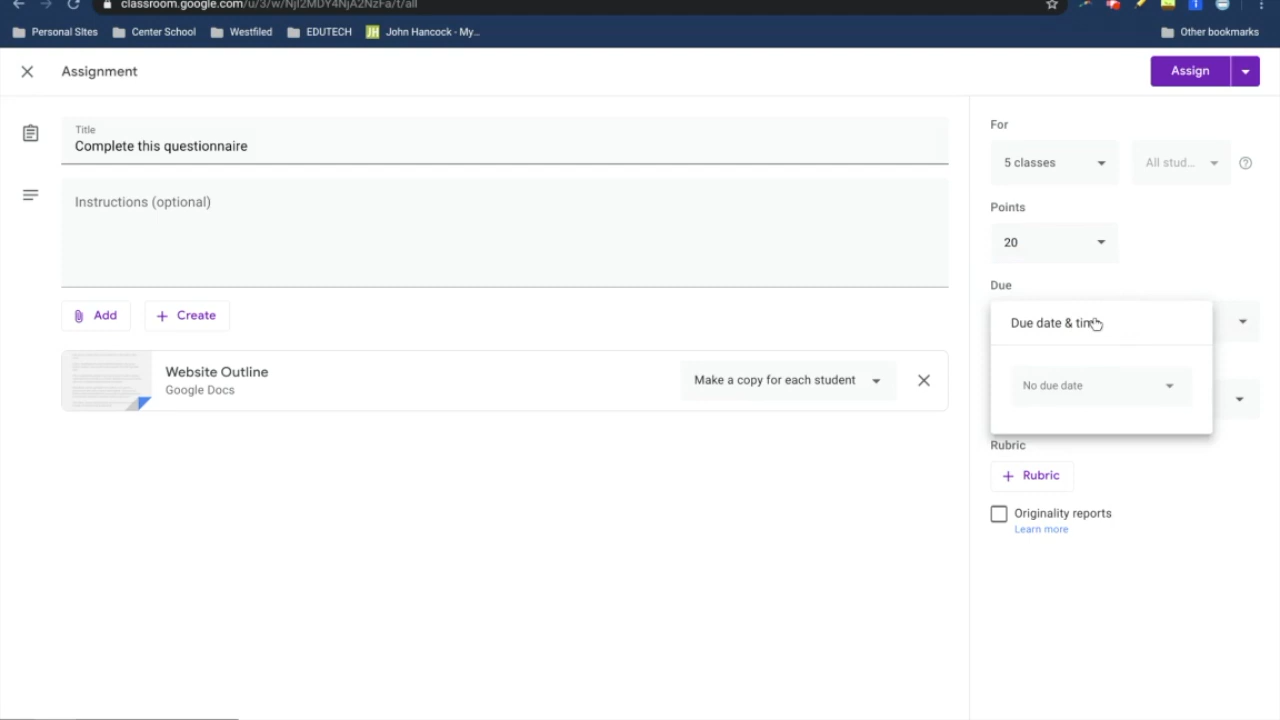 classroom.google.com/u/3/w/NjI2MDY4NjA2NzFa/t/all
Personal SItes
Center School
Westfiled
EDUTECH
JH John Hancock - My...
Other bookmarks
Assignment
Assign
Title
Complete this questionnaire
Instructions (optional)
Add
Create
Website Outline
Google Docs
Make a copy for each student
For
5 classes
All stud...
Points
20
Due
Due date & time
No due date
Rubric
+ Rubric
Originality reports
Learn more